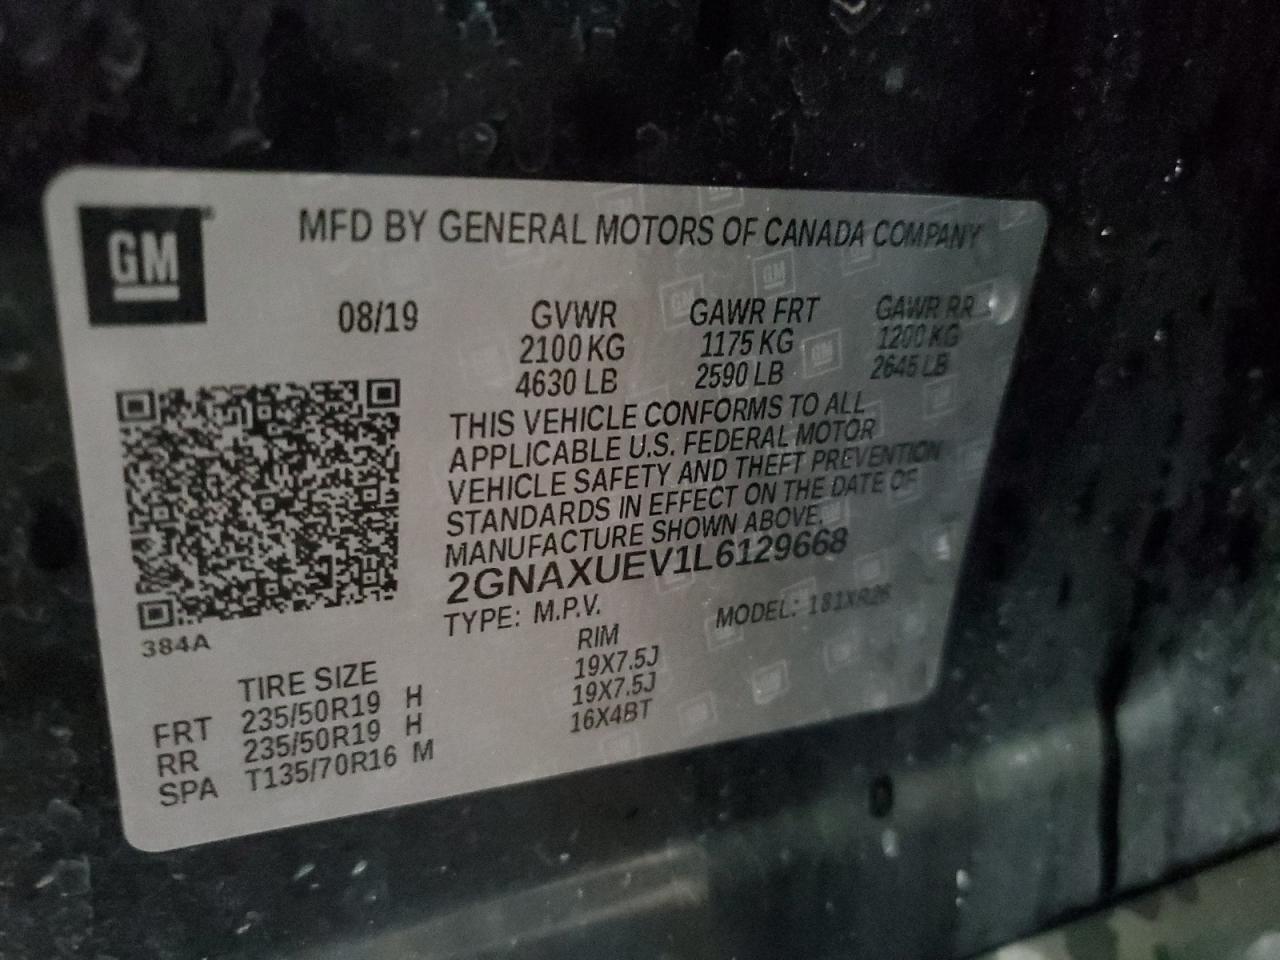 GM
MFD BY GENERAL MOTORS OF CANADA COMPANY
08/19 GVWR GAWR FRT GAWR RR
2100 KG 1175 KG 1200 KG
4630 LB 2590 LB 2645 LB
THIS VEHICLE CONFORMS TO ALL
APPLICABLE U.S. FEDERAL MOTOR
VEHICLE SAFETY AND THEFT PREVENTION
STANDARDS IN EFFECT ON THE DATE OF
MANUFACTURE SHOWN ABOVE.
2GNAXUEV1L6129668
TYPE: M.P.V. MODEL:
384A
TIRE SIZE RIM
FRT 235/50R19 H 19X7.5J
RR 235/50R19 H 19X7.5J
SPA T135/70R16 M 16X4BT